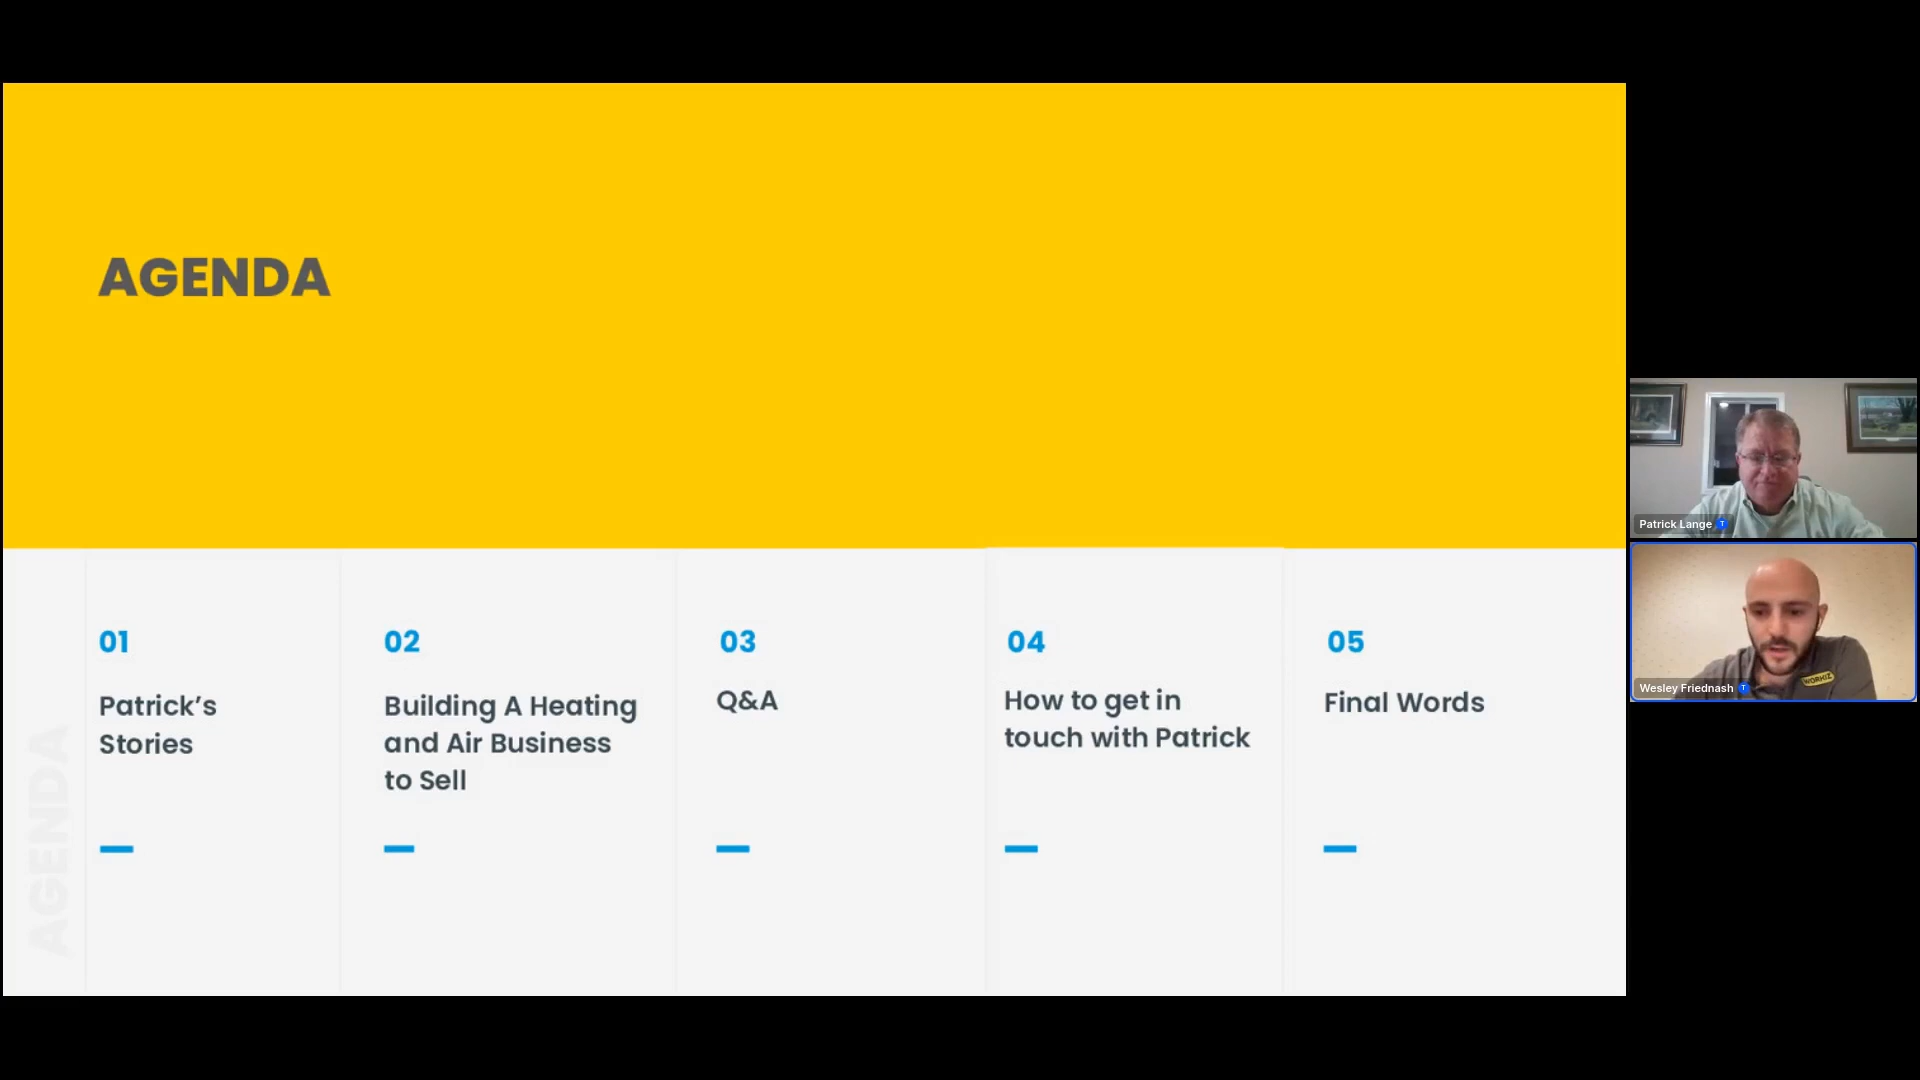 AGENDA
01
Patrick’s
Stories
02
Building A Heating
and Air Business
to Sell
03
Q&A
04
How to get in
touch with Patrick
05
Final Words
AGENDA
Patrick Lange T
WORKIZ
Wesley Friednash T